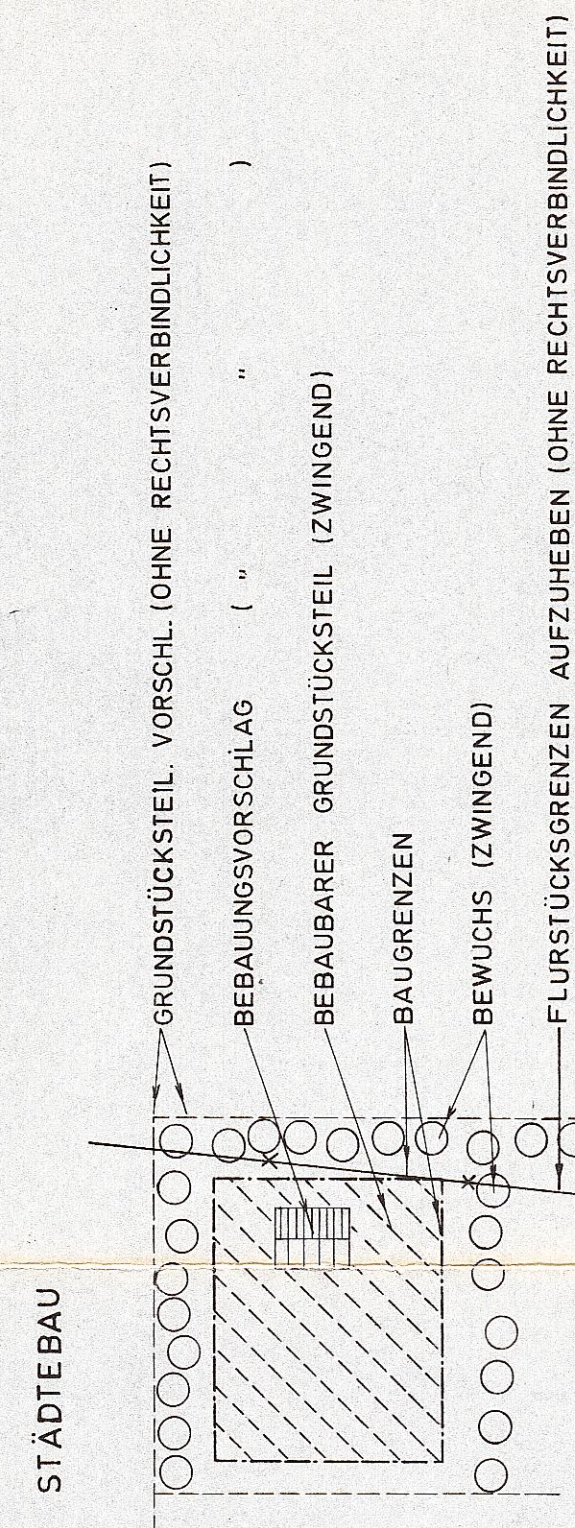 STÄDTEBAU
GRUNDSTÜCKSTEIL. VORSCHL. (OHNE RECHTSVERBINDLICHKEIT)
BEBAUUNGSVORSCHLAG ( " " )
BEBAUBARER GRUNDSTÜCKSTEIL (ZWINGEND)
BAUGRENZEN
BEWUCHS (ZWINGEND)
FLURSTÜCKSGRENZEN AUFZUHEBEN (OHNE RECHTSVERBINDLICHKEIT)